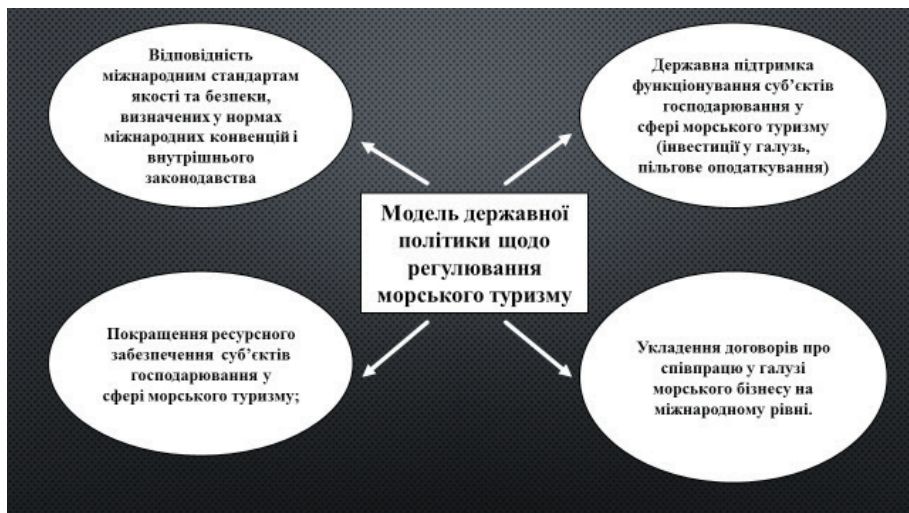 Відповідність
міжнародним стандартам
якості та безпеки,
визначених у нормах
міжнародних конвенцій і
внутрішнього
законодавства
Державна підтримка
функціонування суб’єктів
господарювання у
сфері морського туризму
(інвестиції у галузь,
пільгове оподаткування)
Модель державної
політики щодо
регулювання
морського туризму
Покращення ресурсного
забезпечення суб’єктів
господарювання у
сфері морського туризму;
Укладення договорів про
співпрацю у галузі
морського бізнесу на
міжнародному рівні.